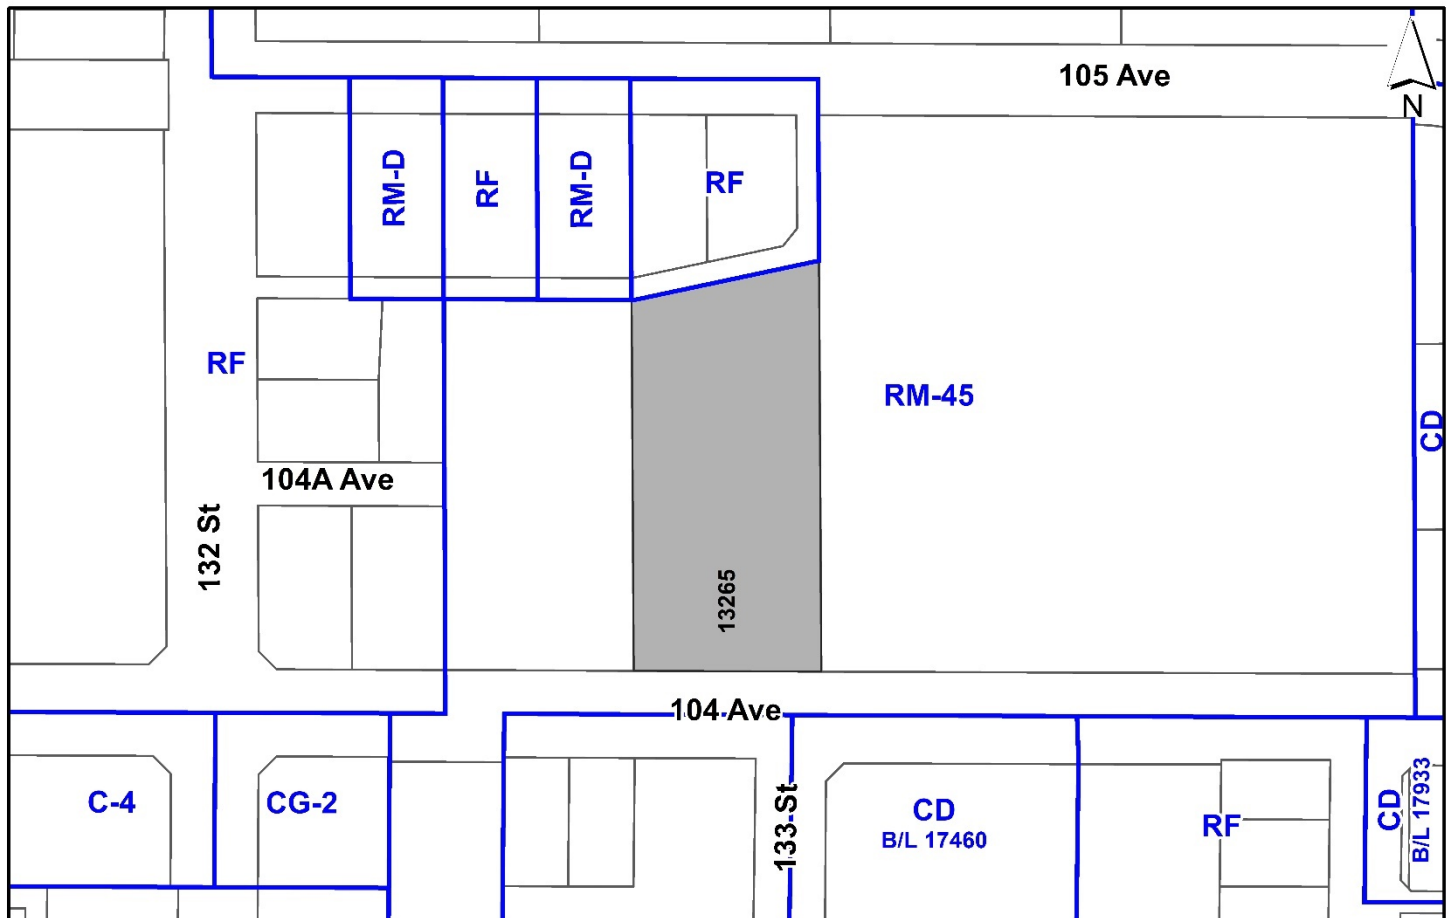 105 Ave
N
RM-D
RF
RM-D
RF
RF
RM-45
CD
104A Ave
132 St
13265
104 Ave
C-4
CG-2
133 St
CD
B/L 17460
RF
CD
B/L 17933